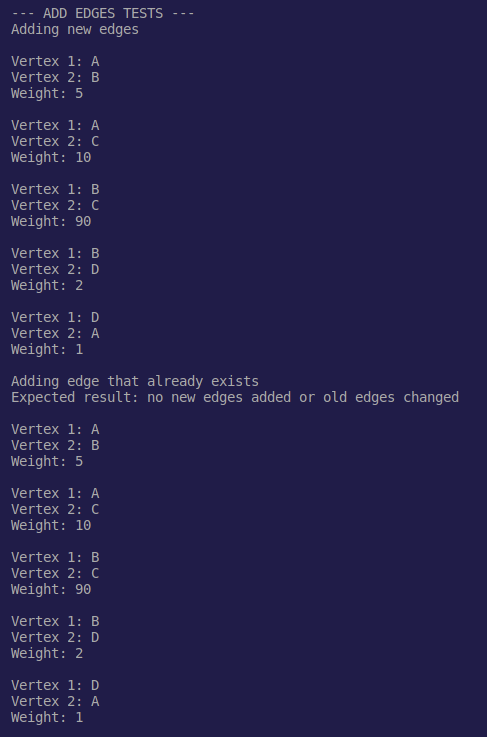 --- ADD EDGES TESTS ---
Adding new edges
Vertex 1: A
Vertex 2: B
Weight: 5
Vertex 1: A
Vertex 2: C
Weight: 10
Vertex 1: B
Vertex 2: C
Weight: 90
Vertex 1: B
Vertex 2: D
Weight: 2
Vertex 1: D
Vertex 2: A
Weight: 1
Adding edge that already exists
Expected result: no new edges added or old edges changed
Vertex 1: A
Vertex 2: B
Weight: 5
Vertex 1: A
Vertex 2: C
Weight: 10
Vertex 1: B
Vertex 2: C
Weight: 90
Vertex 1: B
Vertex 2: D
Weight: 2
Vertex 1: D
Vertex 2: A
Weight: 1